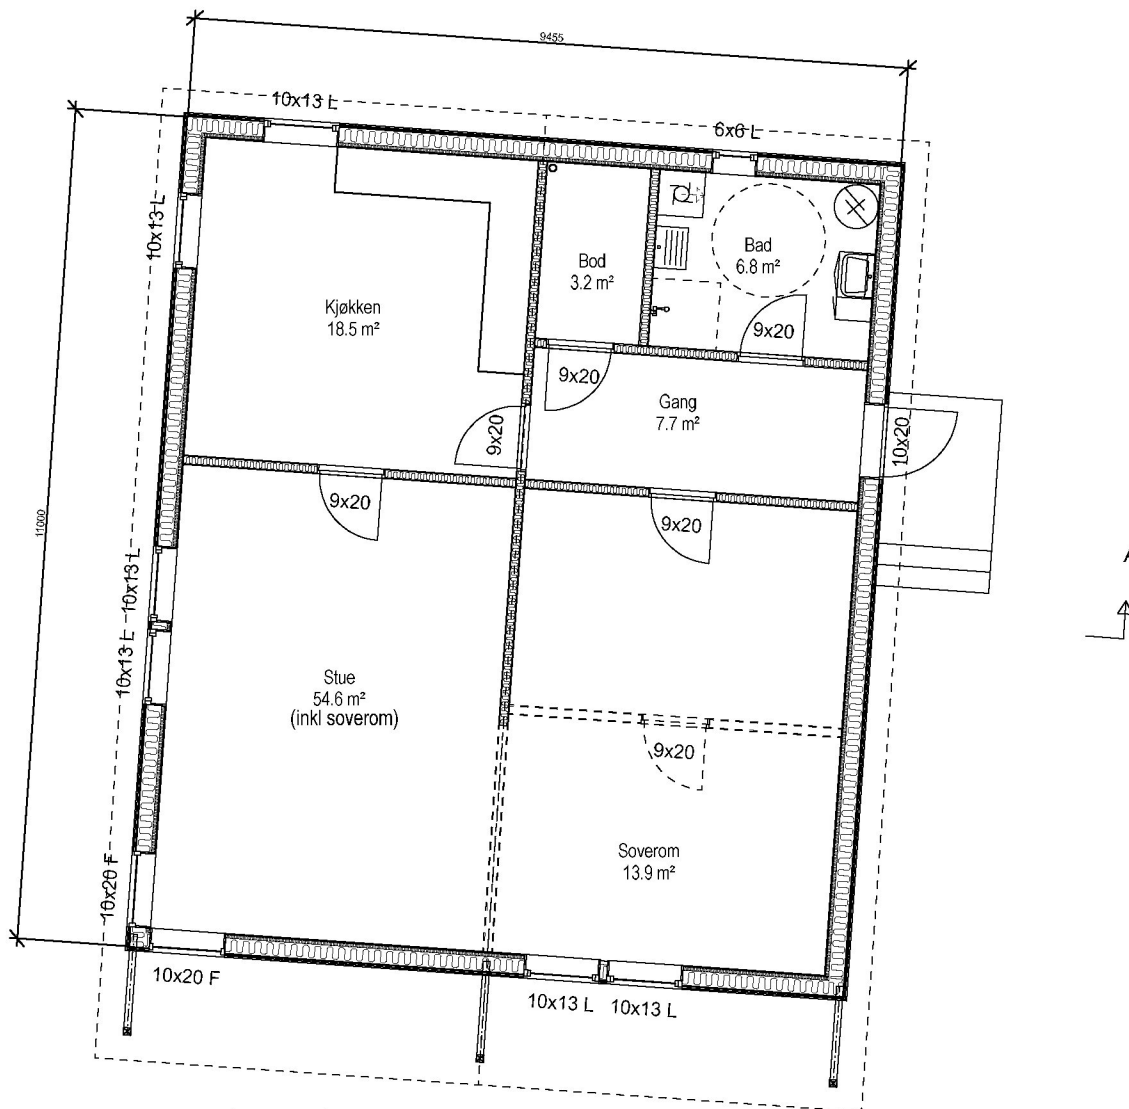 9455
10x13 L
6x6 L
10x13 L
Bad
6.8 m²
Bod
3.2 m²
Kjøkken
18.5 m²
9x20
9x20
Gang
7.7 m²
9x20
10x20
9x20
9x20
11000
10x13 L
10x13 L
Stue
54.6 m²
(inkl soverom)
9x20
Soverom
13.9 m²
10x20 F
10x20 F
10x13 L
10x13 L